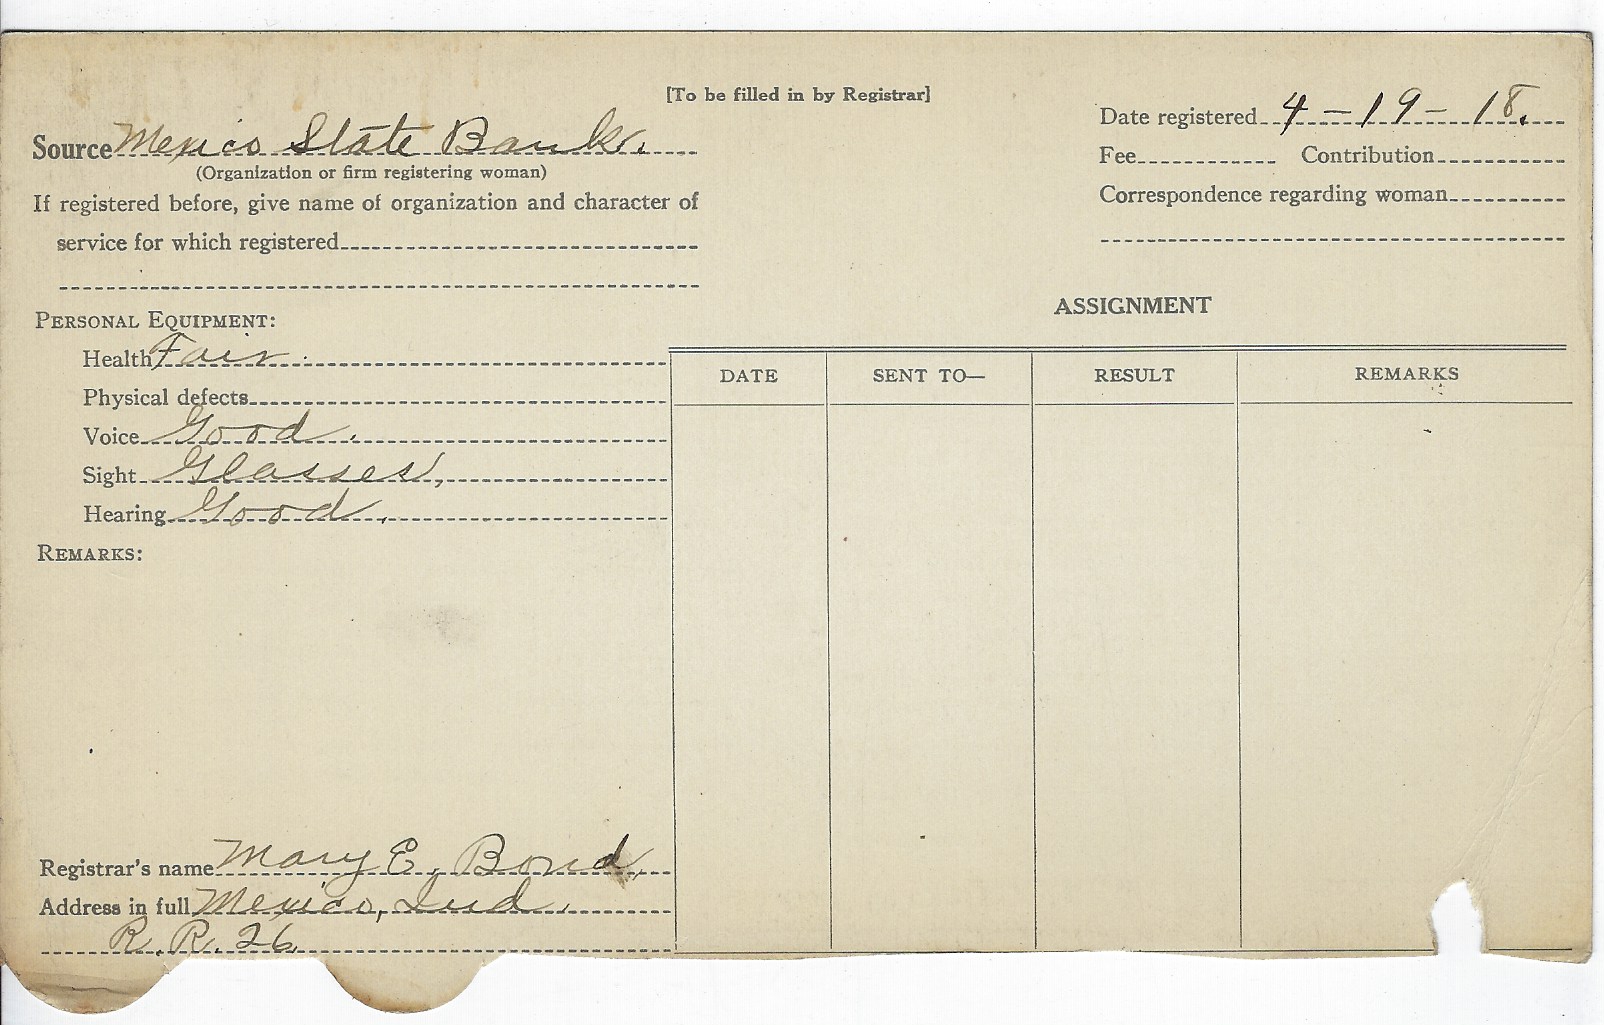 [To be filled in by Registrar]
Source Mexico State Bank.
(Organization or firm registering woman)
If registered before, give name of organization and character of
service for which registered
Date registered 4-19-18.
Fee Contribution
Correspondence regarding woman
PERSONAL EQUIPMENT:
Health Fair.
Physical defects
Voice Good.
Sight Glasses,
Hearing Good.
REMARKS:
ASSIGNMENT
DATE SENT TO— RESULT REMARKS
Registrar's name Mary E. Bond,
Address in full Mexico, Ind.
R. R. 26